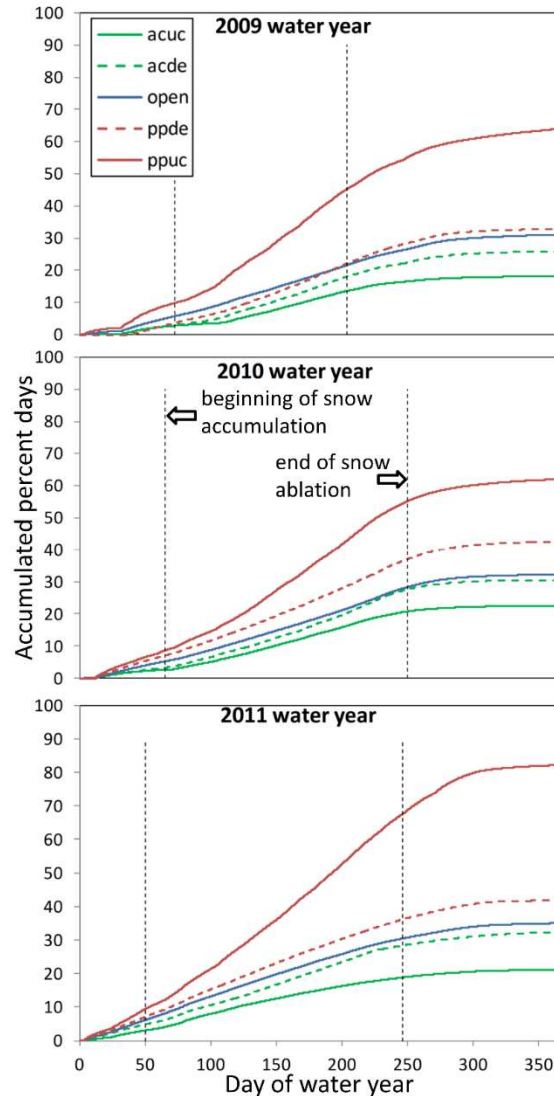 2009 water year
100
90
80
70
60
50
40
30
20
10
0
acuc
acde
open
ppde
ppuc
2010 water year
100
90
80
70
60
50
40
30
20
10
0
beginning of snow
accumulation
end of snow
ablation
Accumulated percent days
2011 water year
100
90
80
70
60
50
40
30
20
10
0
0 50 100 150 200 250 300 350
Day of water year